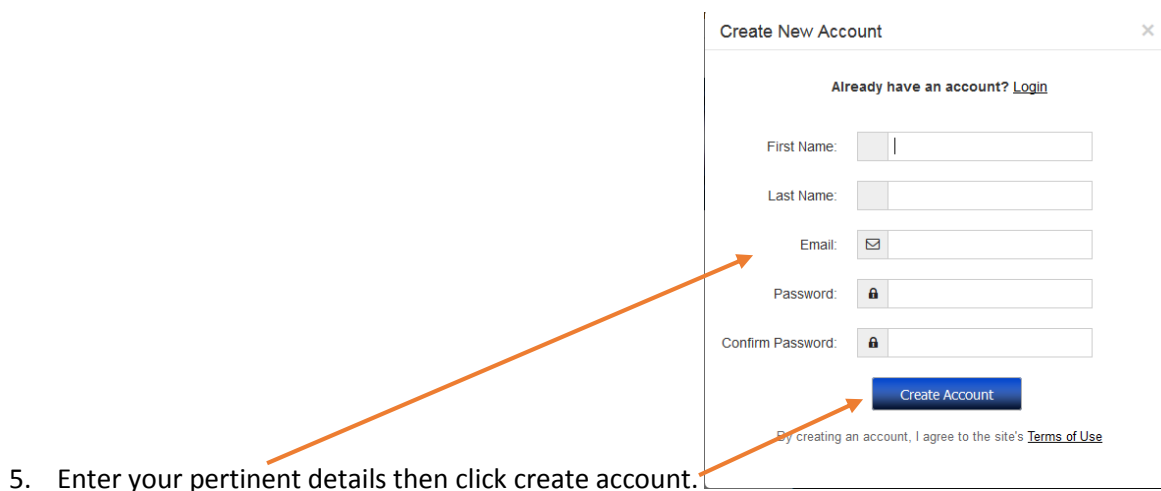 Create New Account ×
Already have an account? Login
First Name:
Last Name:
Email:
Password:
Confirm Password:
Create Account
By creating an account, I agree to the site's Terms of Use
5. Enter your pertinent details then click create account.